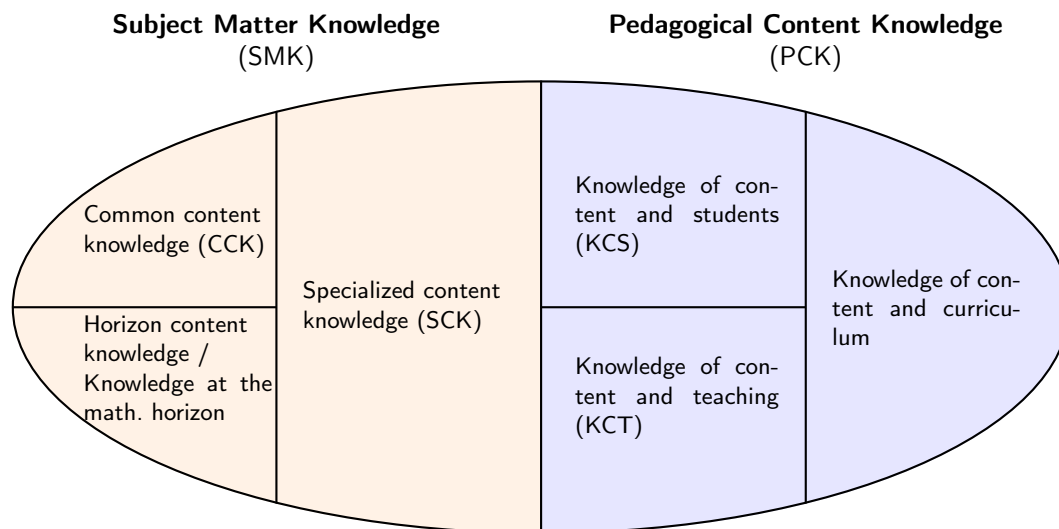 Subject Matter Knowledge
(SMK)
Pedagogical Content Knowledge
(PCK)
Common content
knowledge (CCK)
Horizon content
knowledge /
Knowledge at the
math. horizon
Specialized content
knowledge (SCK)
Knowledge of con-
tent and students
(KCS)
Knowledge of con-
tent and teaching
(KCT)
Knowledge of con-
tent and curricu-
lum